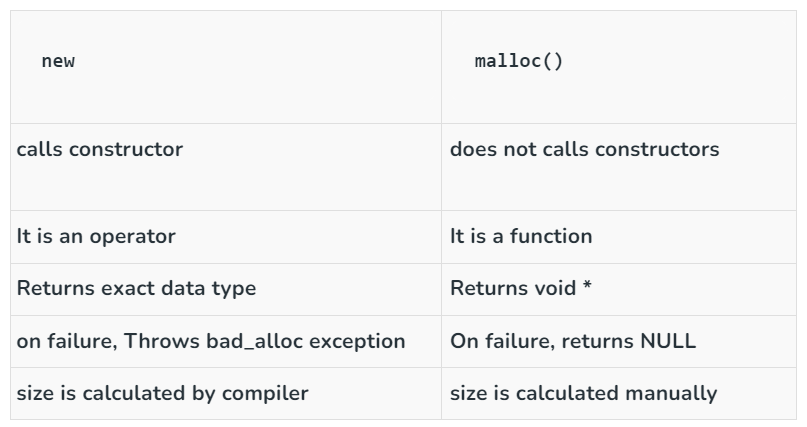 new
malloc()
calls constructor
does not calls constructors
It is an operator
It is a function
Returns exact data type
Returns void *
on failure, Throws bad_alloc exception
On failure, returns NULL
size is calculated by compiler
size is calculated manually